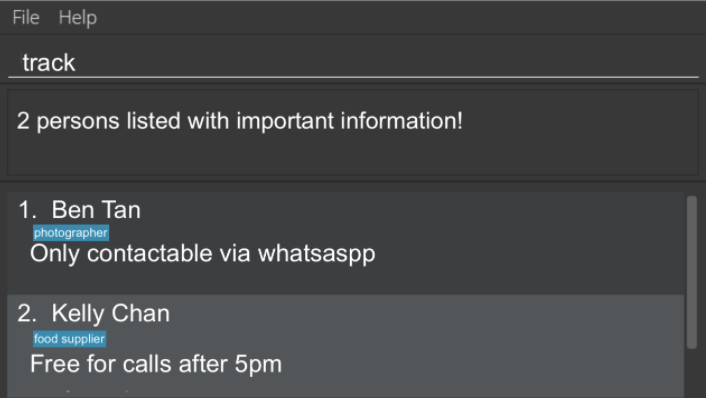 File Help
track
2 persons listed with important information!
1. Ben Tan
photographer
Only contactable via whatsaspp
2. Kelly Chan
food supplier
Free for calls after 5pm